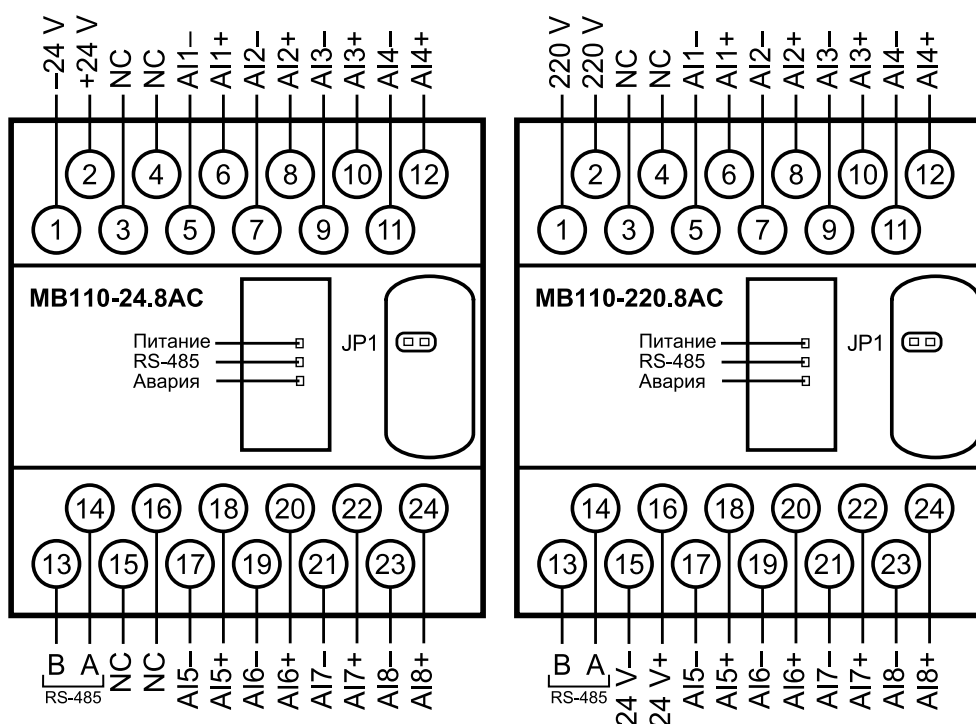 –24 V
+24 V
NC
NC
AI1–
AI1+
AI2–
AI2+
AI3–
AI3+
AI4–
AI4+
2 4 6 8 10 12
1 3 5 7 9 11
МВ110-24.8АС
Питание
RS-485
Авария
JP1
14 16 18 20 22 24
13 15 17 19 21 23
B
A
RS-485
NC
NC
AI5–
AI5+
AI6–
AI6+
AI7–
AI7+
AI8–
AI8+
220 V
220 V
NC
NC
AI1–
AI1+
AI2–
AI2+
AI3–
AI3+
AI4–
AI4+
2 4 6 8 10 12
1 3 5 7 9 11
МВ110-220.8АС
Питание
RS-485
Авария
JP1
14 16 18 20 22 24
13 15 17 19 21 23
B
A
RS-485
24 V–
24 V+
AI5–
AI5+
AI6–
AI6+
AI7–
AI7+
AI8–
AI8+